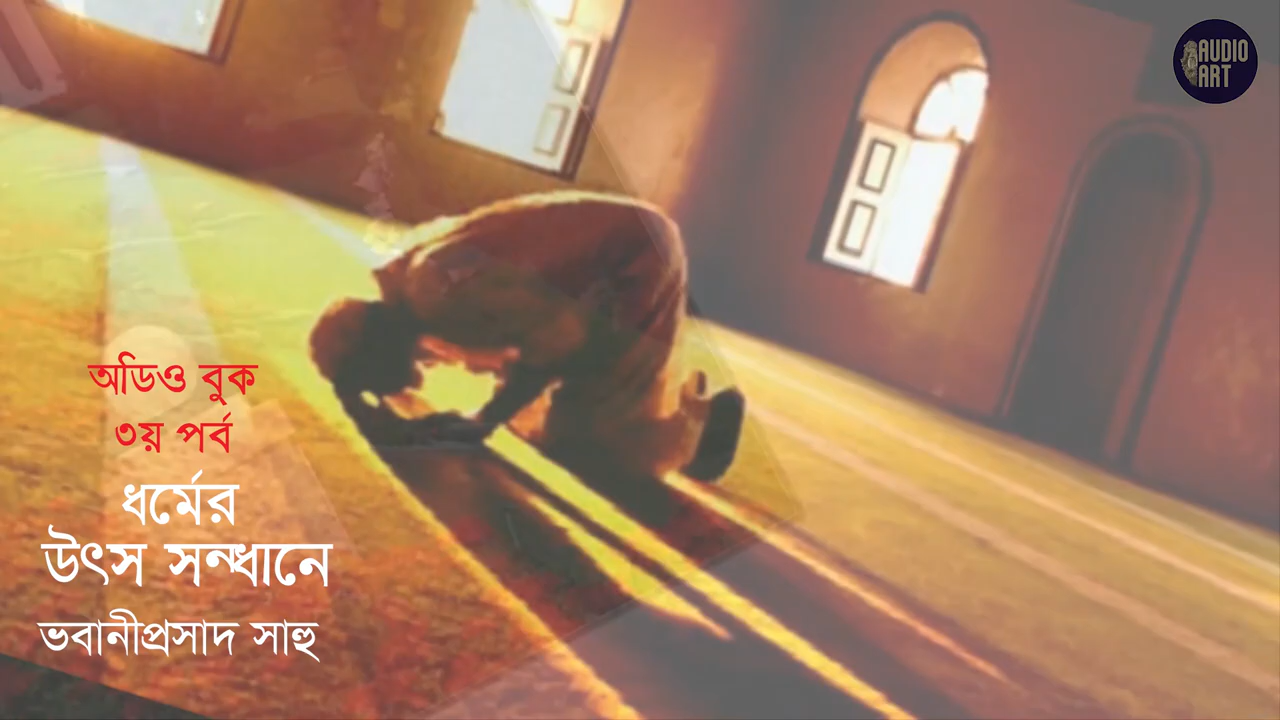 AUDIO
ART
অডিও বুক
৩য় পর্ব
ধর্মের
উৎস সন্ধানে
ভবানীপ্রসাদ সাহু